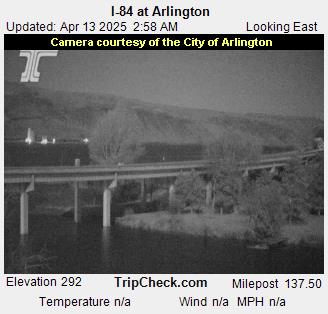 I-84 at Arlington
Updated: Apr 13 2025 2:58 AM Looking East
Camera courtesy of the City of Arlington
Elevation 292 TripCheck.com Milepost 137.50
Temperature n/a Wind n/a MPH n/a